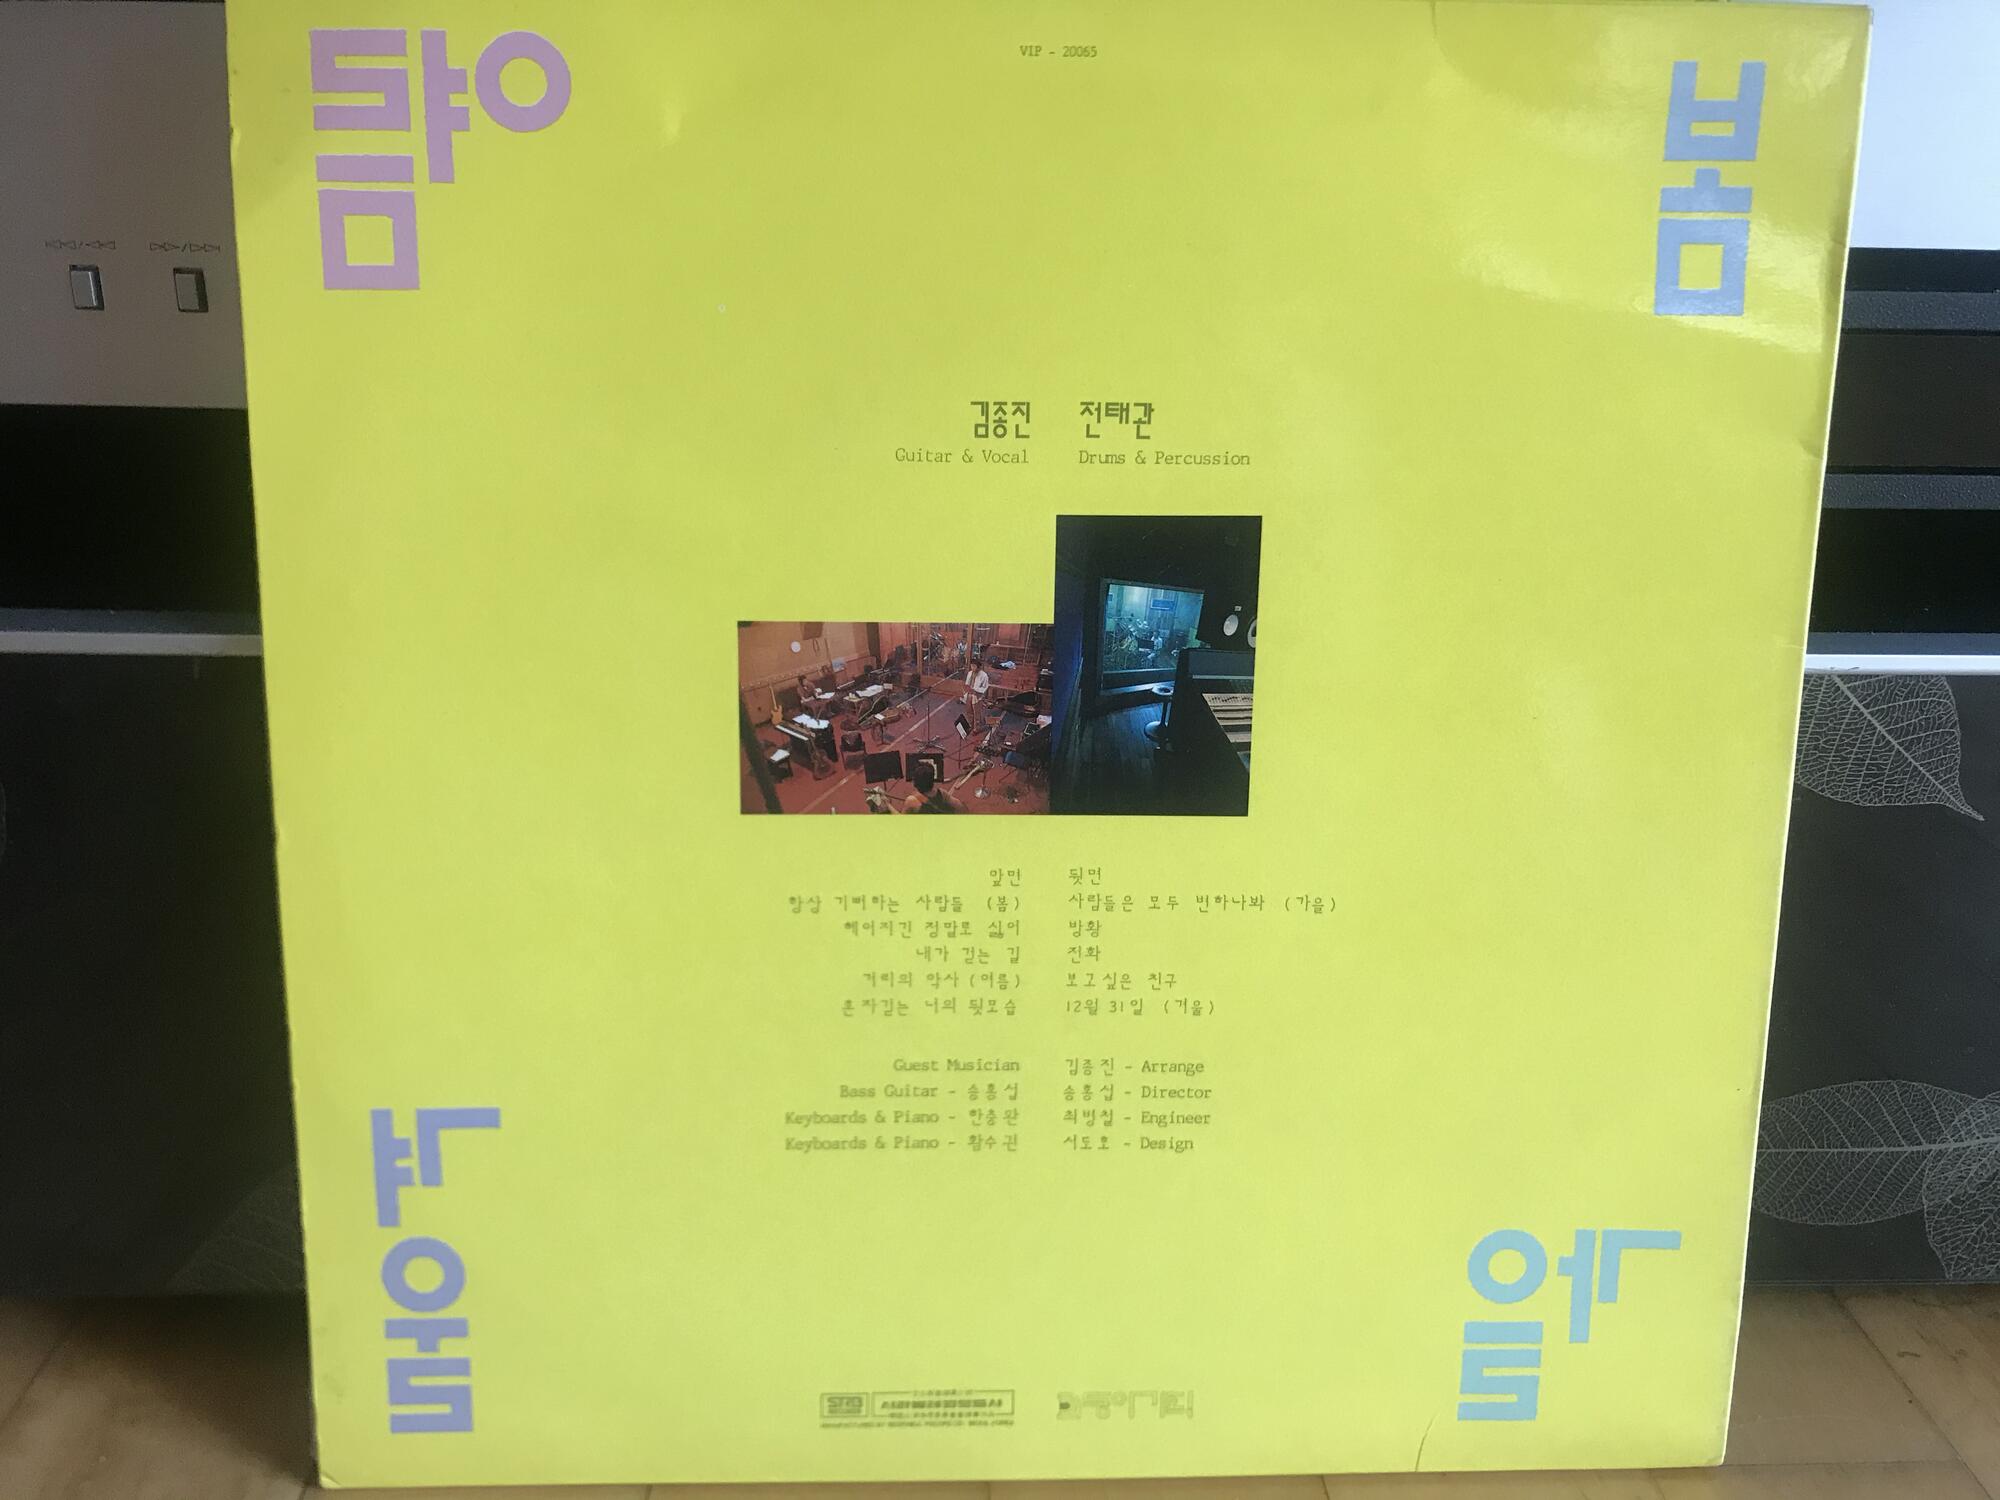 여름
VIP - 20065
봄
김종진
Guitar & Vocal
전태관
Drums & Percussion
앞면
항상 기뻐하는 사람들 (봄)
헤어지긴 정말로 싫어
내가 걷는 길
거리의 악사 (여름)
혼자걷는 너의 뒷모습
뒷면
사람들은 모두 변하나봐 (가을)
방황
전화
보고싶은 친구
12월 31일 (겨울)
Guest Musician
Bass Guitar - 송홍섭
Keyboards & Piano - 한충완
Keyboards & Piano - 황수권
김종진 - Arrange
송홍섭 - Director
최병철 - Engineer
서도호 - Design
겨울
가을
SRB
동아기획